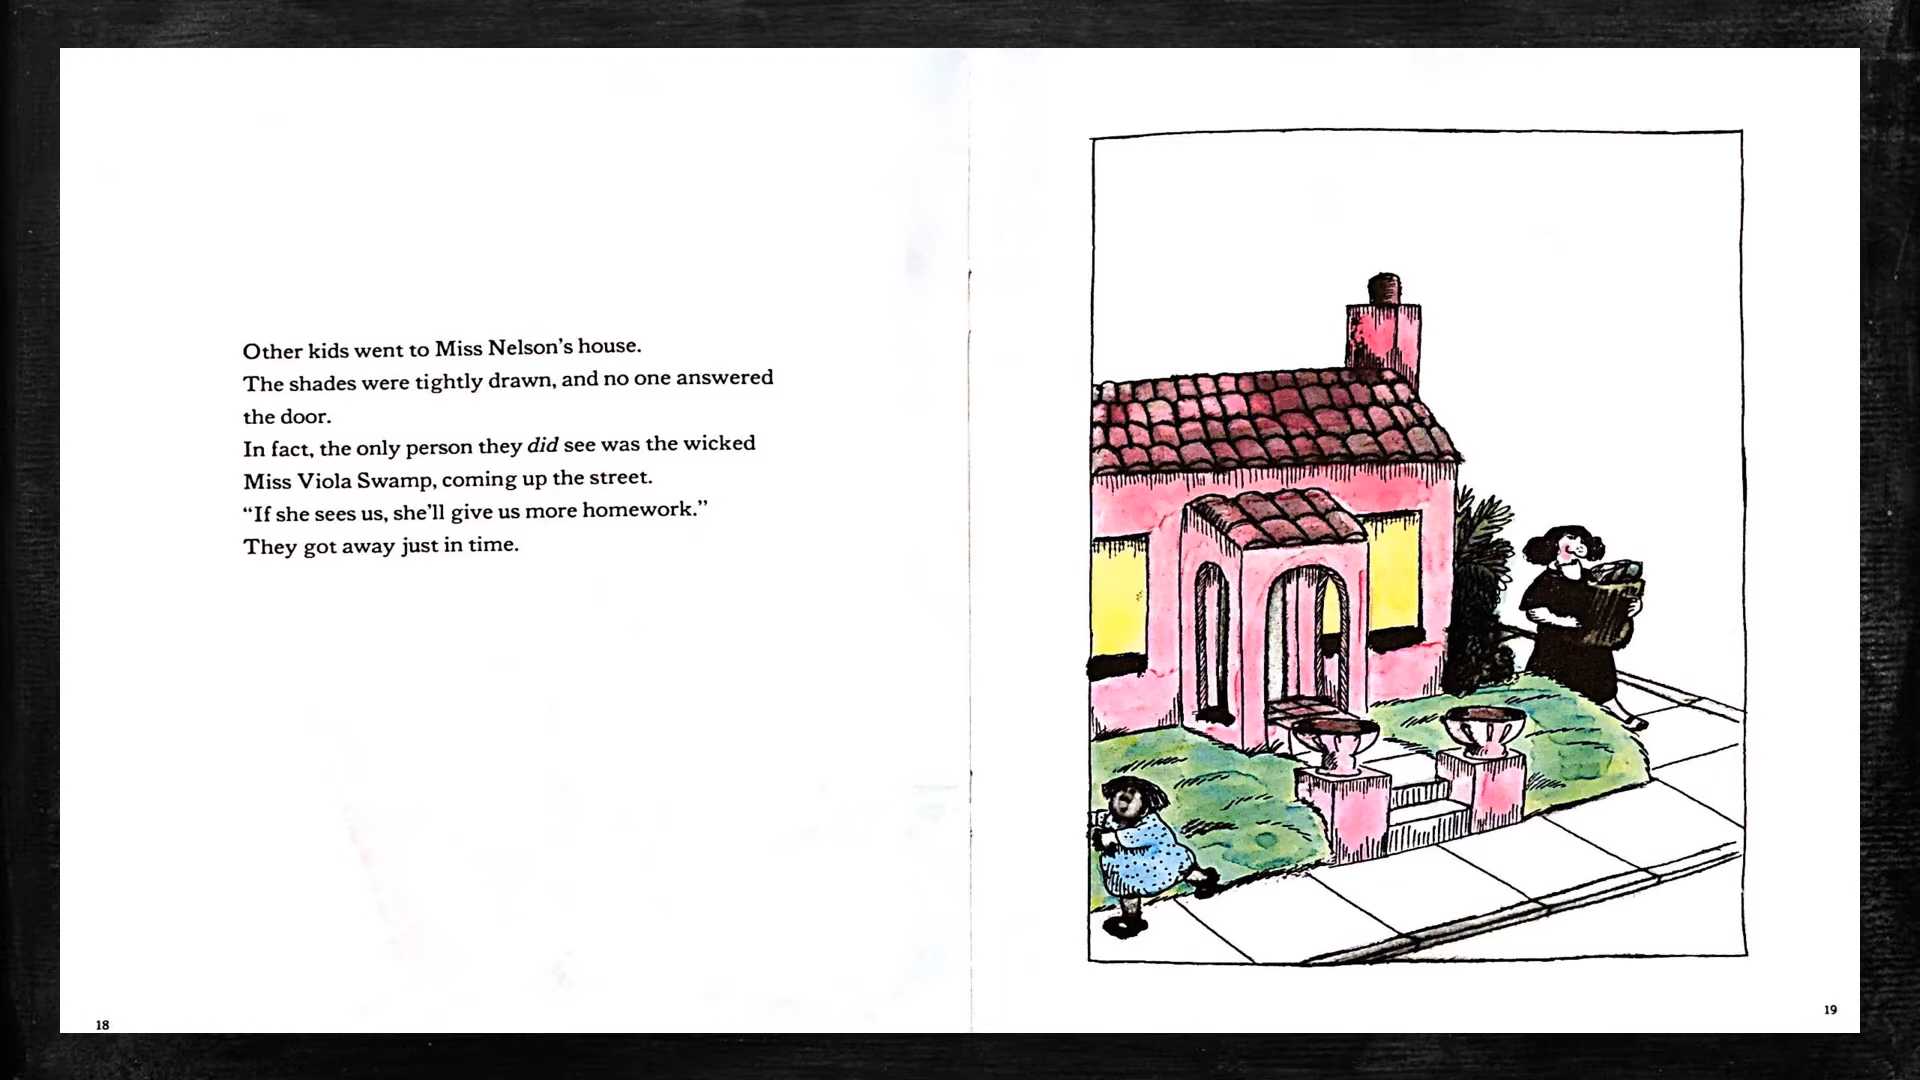 Other kids went to Miss Nelson's house.
The shades were tightly drawn, and no one answered
the door.
In fact, the only person they did see was the wicked
Miss Viola Swamp, coming up the street.
“If she sees us, she'll give us more homework.”
They got away just in time.
18
19